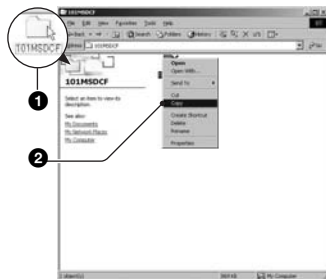 101MSDCF
File Edit View Favorites Tools Help
Back Search Folders History
101MSDCF
101MSDCF
Select an item to view its
description.
See also:
My Documents
My Network Places
My Computer
Open
Open With...
Send To
Cut
Copy
Create Shortcut
Delete
Rename
Properties
1
2
My Computer